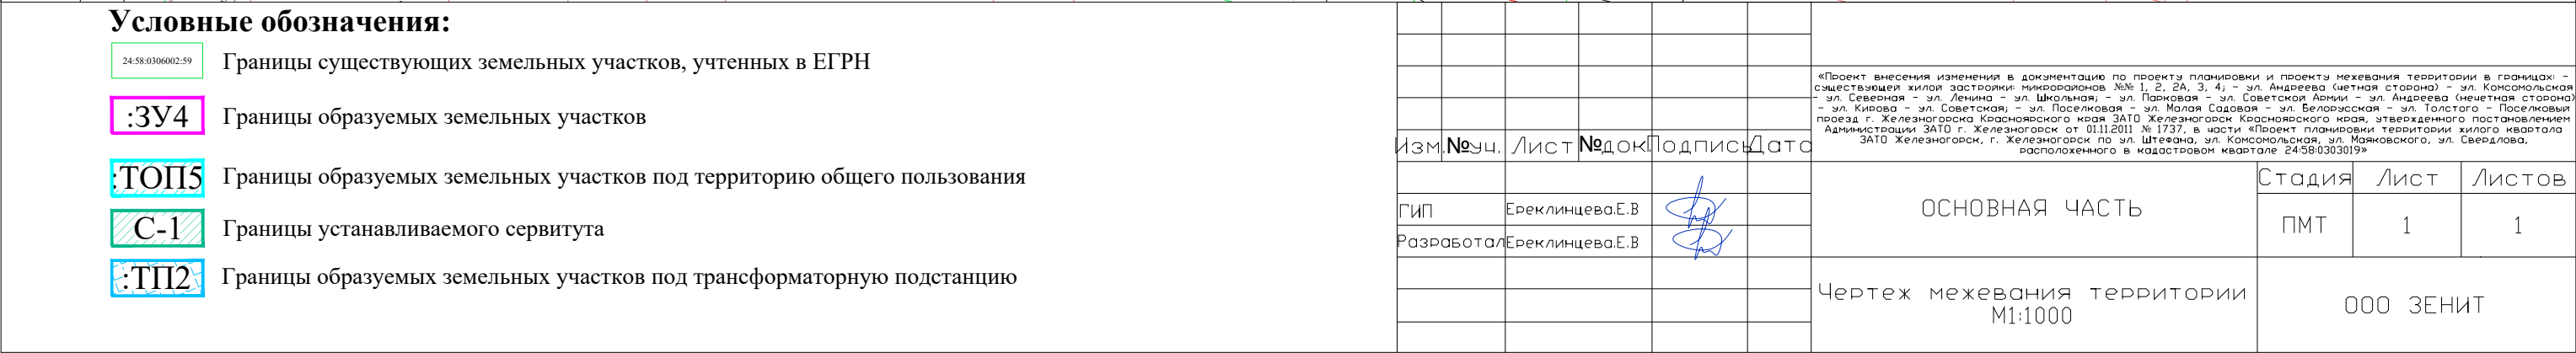 Условные обозначения:
24:58:0306002:59
Границы существующих земельных участков, учтенных в ЕГРН
:ЗУ4
Границы образуемых земельных участков
:ТОП5
Границы образуемых земельных участков под территорию общего пользования
С-1
Границы устанавливаемого сервитута
:ТП2
Границы образуемых земельных участков под трансформаторную подстанцию
«Проект внесения изменений в документацию по проекту планировки и проекту межевания территории в границах: –
существующей жилой застройки: микрорайонов №№ 1, 2, 2А, 3, 4; – ул. Андреева (четная сторона) – ул. Комсомольская
– ул. Северная – ул. Ленина – ул. Школьная; – ул. Парковая – ул. Советской Армии – ул. Андреева (нечетная сторона)
– ул. Кирова – ул. Советская; – ул. Поселковая – ул. Малая Садовая – ул. Белорусская – ул. Толстого – Поселковый
проезд г. Железногорска Красноярского края ЗАТО Железногорск Красноярского края, утвержденного постановлением
Администрации ЗАТО г. Железногорск от 01.11.2011 № 1737, в части «Проект планировки территории жилого квартала
ЗАТО Железногорск, г. Железногорск по ул. Штефана, ул. Комсомольская, ул. Маяковского, ул. Свердлова,
расположенного в кадастровом квартале 24:58:0303019»
Изм. №уч. Лист №док Подпись Дата
ГИП Ереклинцева.Е.В
Разработал Ереклинцева.Е.В
ОСНОВНАЯ ЧАСТЬ
Стадия Лист Листов
ПМТ 1 1
Чертеж межевания территории
М1:1000
ООО ЗЕНИТ